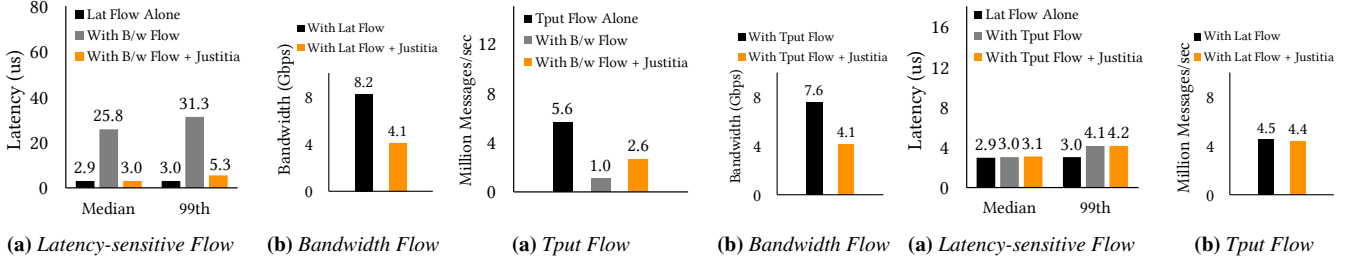 80
60
40
20
0
Latency (us)
Lat Flow Alone
With B/w Flow
With B/w Flow + Justitia
2.9
25.8
3.0
3.0
31.3
5.3
Median
99th
(a) Latency-sensitive Flow
8
4
0
Bandwidth (Gbps)
With Lat Flow
With Lat Flow + Justitia
8.2
4.1
(b) Bandwidth Flow
12
8
4
0
Million Messages/sec
Tput Flow Alone
With B/w Flow
With B/w Flow + Justitia
5.6
1.0
2.6
(a) Tput Flow
8
4
0
Bandwidth (Gbps)
With Tput Flow
With Tput Flow + Justitia
7.6
4.1
(b) Bandwidth Flow
16
12
8
4
0
Latency (us)
Lat Flow Alone
With Tput Flow
With Tput Flow + Justitia
2.9
3.0
3.1
3.0
4.1
4.2
Median
99th
(a) Latency-sensitive Flow
8
4
0
Million Messages/sec
With Lat Flow
With Lat Flow + Justitia
4.5
4.4
(b) Tput Flow